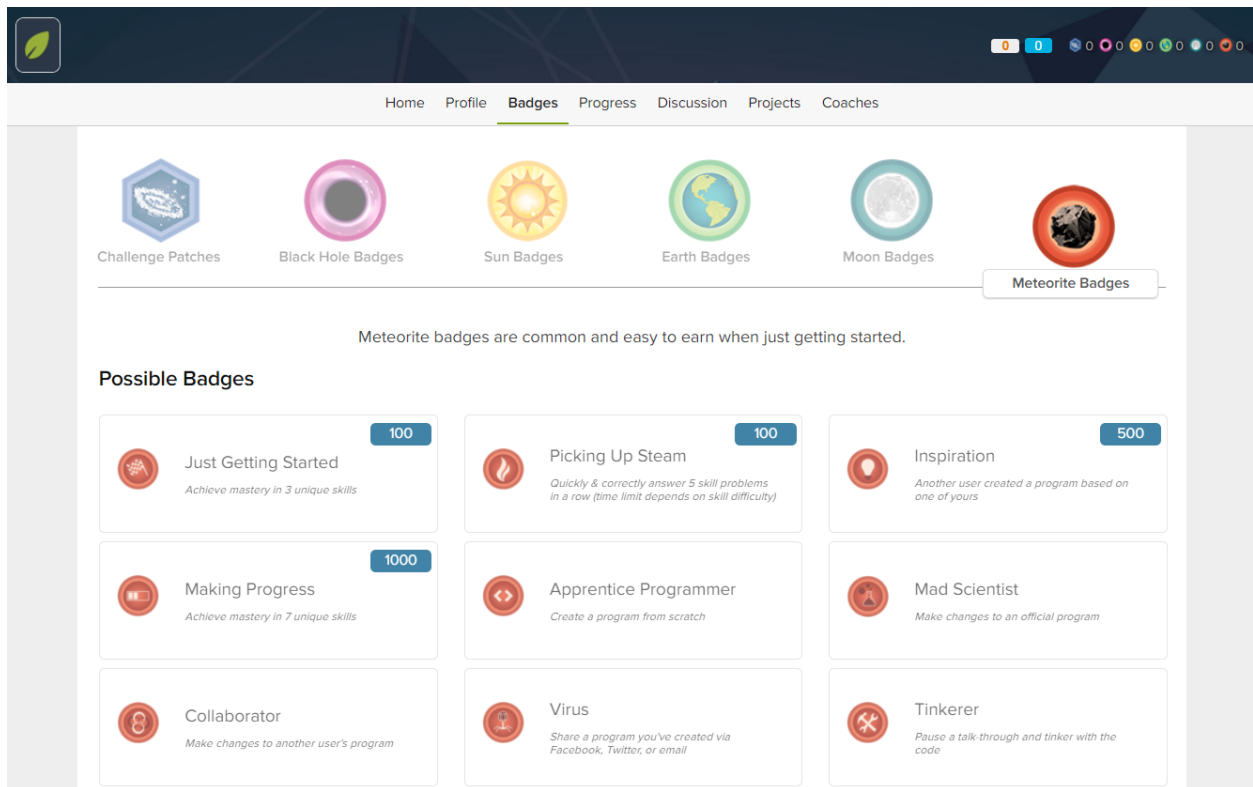 0 0 0 0 0 0 0 0
Home Profile Badges Progress Discussion Projects Coaches
Challenge Patches Black Hole Badges Sun Badges Earth Badges Moon Badges
Meteorite Badges
Meteorite badges are common and easy to earn when just getting started.
Possible Badges
100
Just Getting Started
Achieve mastery in 3 unique skills
100
Picking Up Steam
Quickly & correctly answer 5 skill problems
in a row (time limit depends on skill difficulty)
500
Inspiration
Another user created a program based on
one of yours
1000
Making Progress
Achieve mastery in 7 unique skills
Apprentice Programmer
Create a program from scratch
Mad Scientist
Make changes to an official program
Collaborator
Make changes to another user's program
Virus
Share a program you've created via
Facebook, Twitter, or email
Tinkerer
Pause a talk-through and tinker with the
code